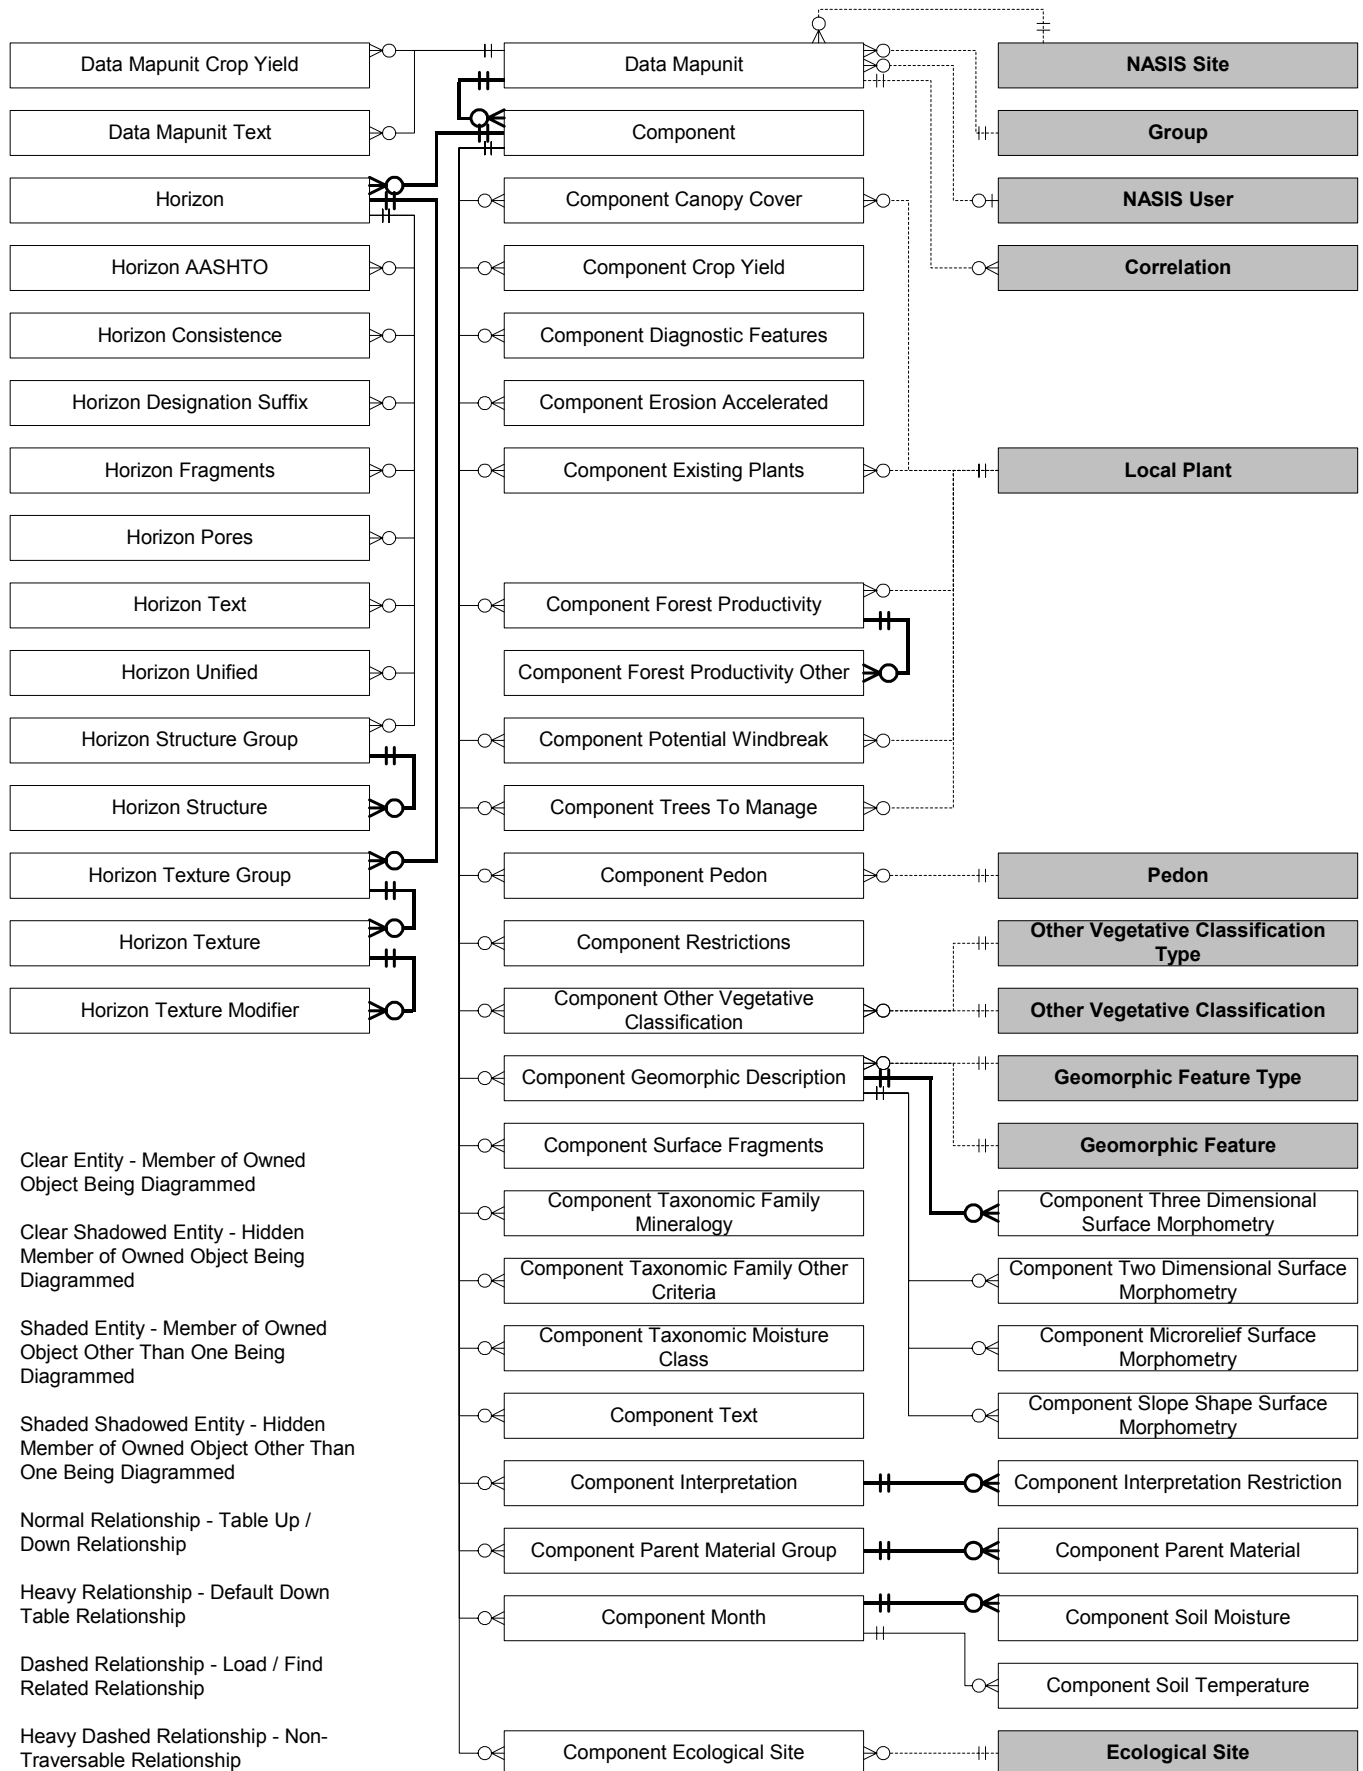 Data Mapunit Crop Yield
Data Mapunit
NASIS Site
Data Mapunit Text
Component
Group
Horizon
Component Canopy Cover
NASIS User
Horizon AASHTO
Component Crop Yield
Correlation
Horizon Consistence
Component Diagnostic Features
Horizon Designation Suffix
Component Erosion Accelerated
Horizon Fragments
Component Existing Plants
Local Plant
Horizon Pores
Horizon Text
Component Forest Productivity
Horizon Unified
Component Forest Productivity Other
Horizon Structure Group
Component Potential Windbreak
Horizon Structure
Component Trees To Manage
Horizon Texture Group
Component Pedon
Pedon
Horizon Texture
Component Restrictions
Other Vegetative Classification
Type
Horizon Texture Modifier
Component Other Vegetative
Classification
Other Vegetative Classification
Component Geomorphic Description
Geomorphic Feature Type
Component Surface Fragments
Geomorphic Feature
Component Taxonomic Family
Mineralogy
Component Three Dimensional
Surface Morphometry
Component Taxonomic Family Other
Criteria
Component Two Dimensional Surface
Morphometry
Component Taxonomic Moisture
Class
Component Microrelief Surface
Morphometry
Component Text
Component Slope Shape Surface
Morphometry
Component Interpretation
Component Interpretation Restriction
Component Parent Material Group
Component Parent Material
Component Month
Component Soil Moisture
Component Soil Temperature
Component Ecological Site
Ecological Site
Clear Entity - Member of Owned
Object Being Diagrammed
Clear Shadowed Entity - Hidden
Member of Owned Object Being
Diagrammed
Shaded Entity - Member of Owned
Object Other Than One Being
Diagrammed
Shaded Shadowed Entity - Hidden
Member of Owned Object Other Than
One Being Diagrammed
Normal Relationship - Table Up /
Down Relationship
Heavy Relationship - Default Down
Table Relationship
Dashed Relationship - Load / Find
Related Relationship
Heavy Dashed Relationship - Non-
Traversable Relationship